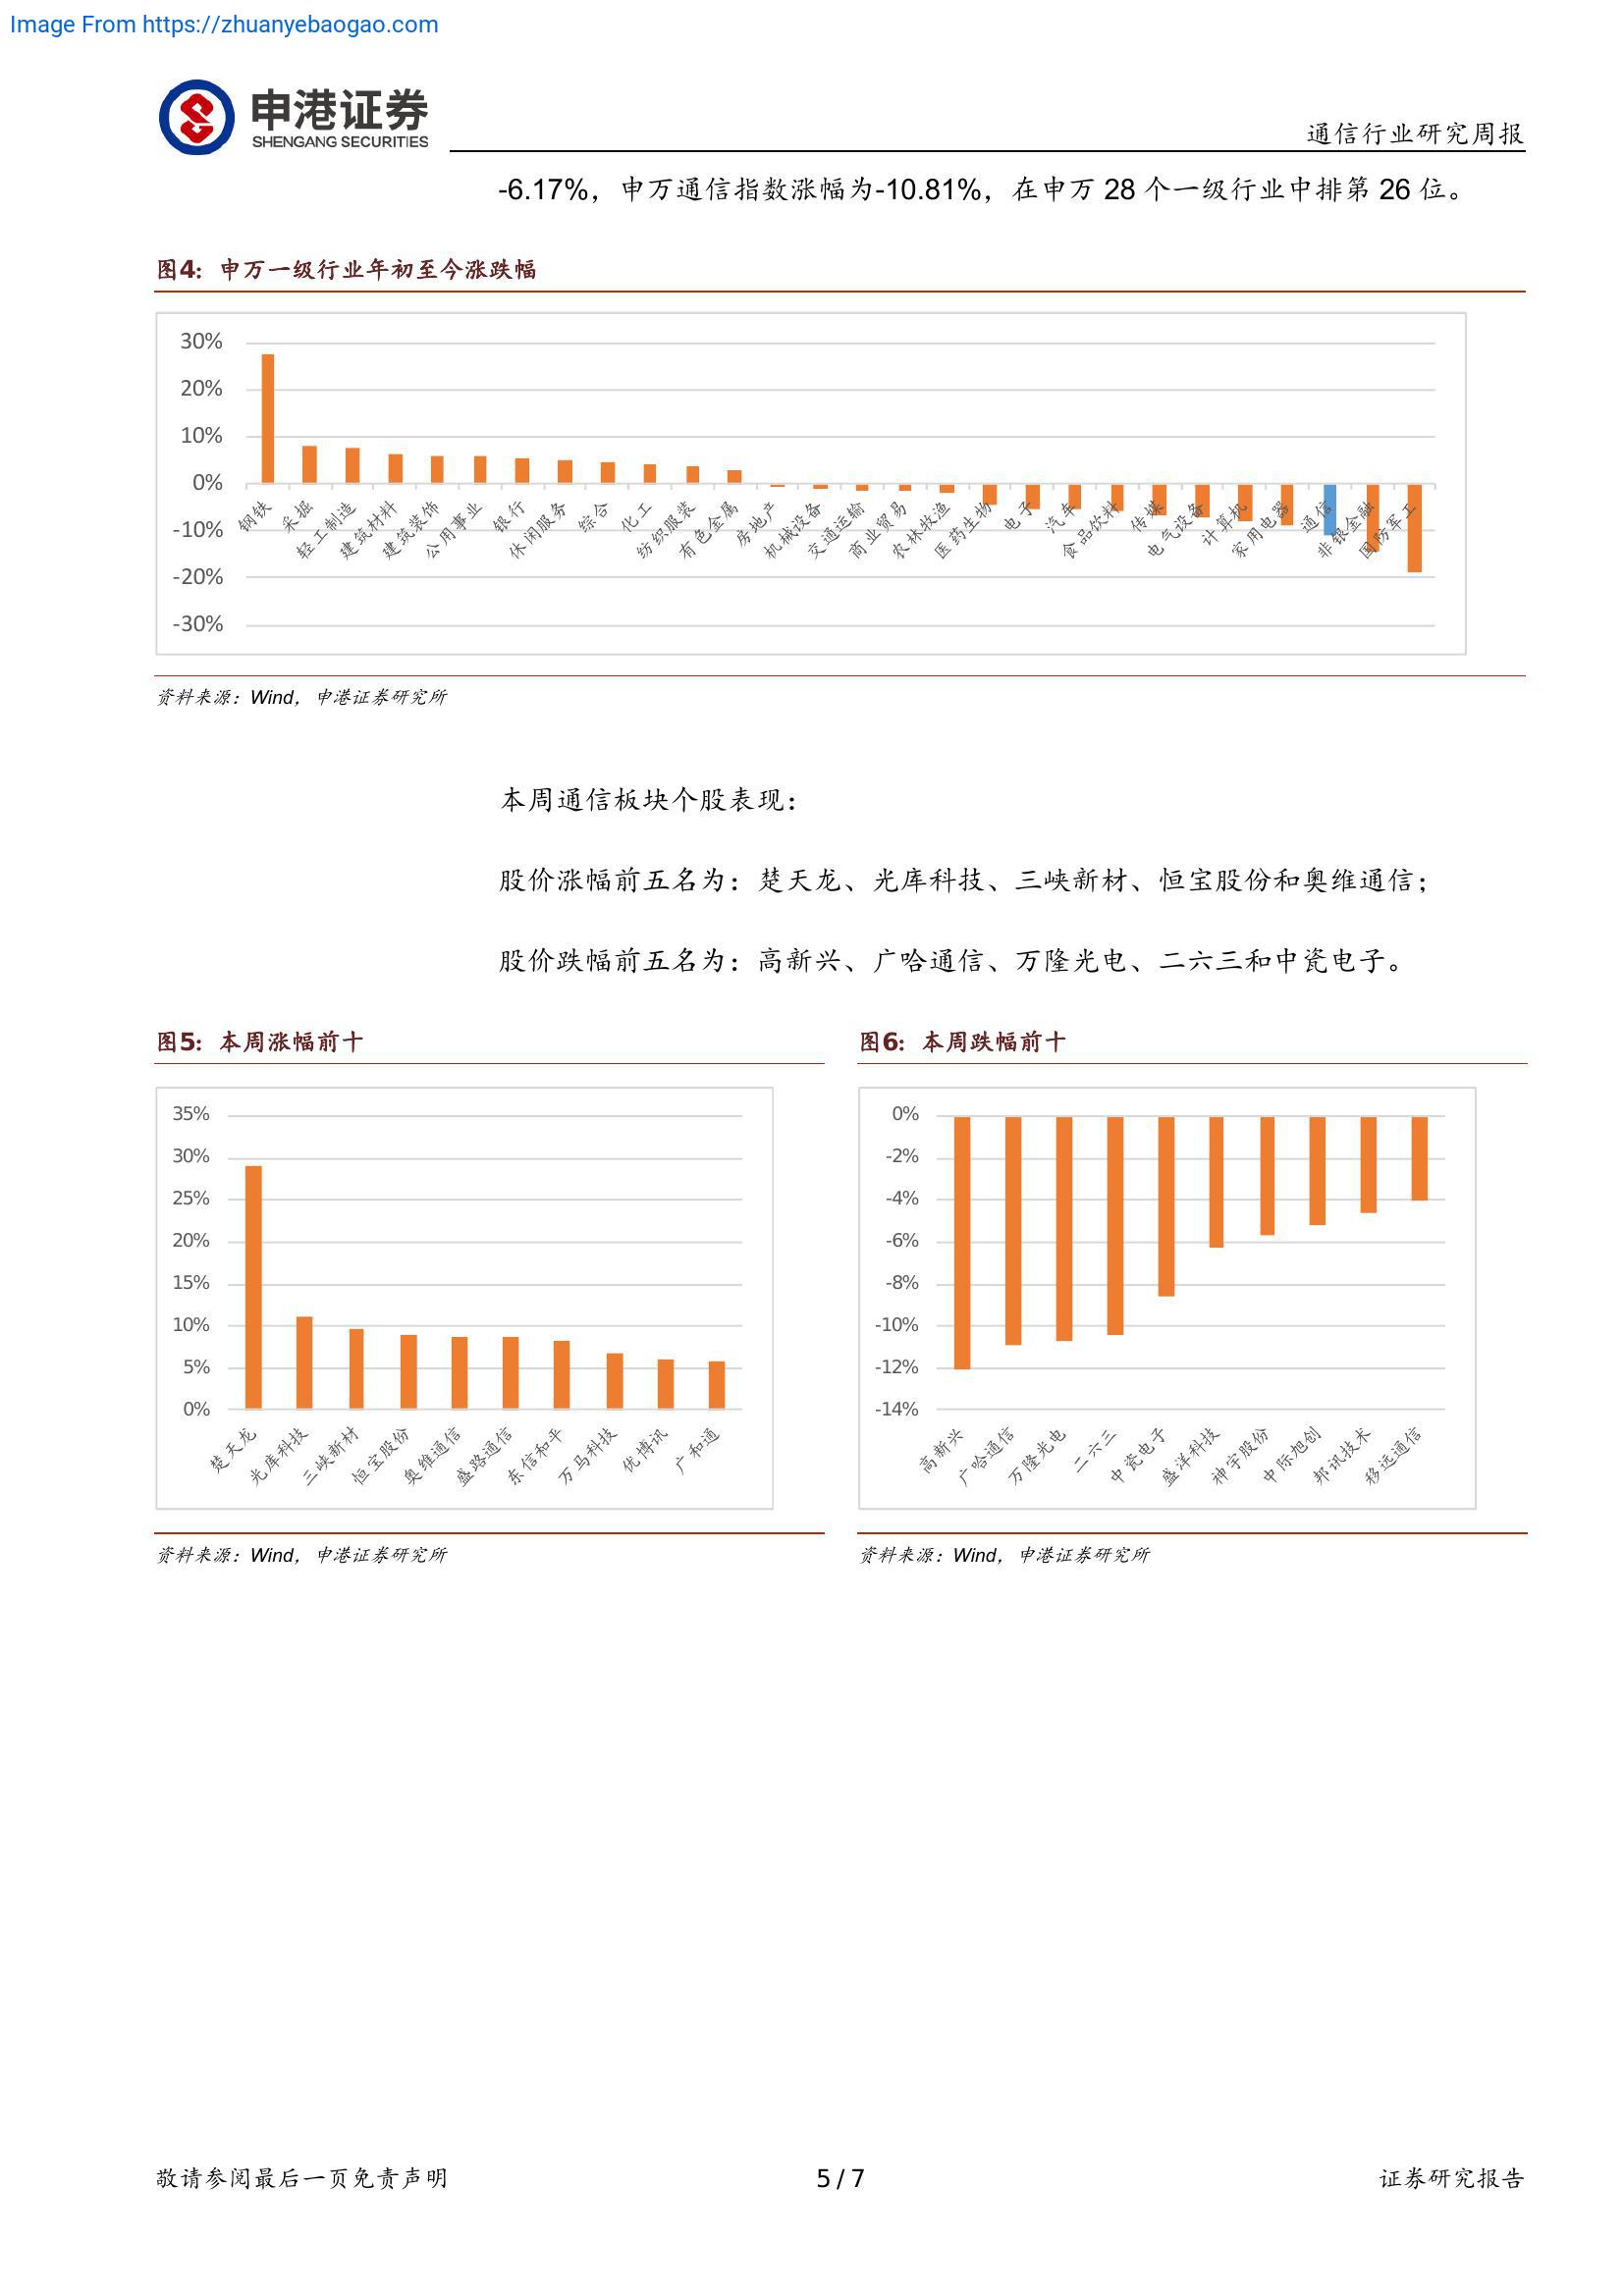 Image From https://zhuanyebaogao.com
申港证券
SHENGANG SECURITIES
通信行业研究周报
-6.17%，申万通信指数涨幅为-10.81%，在申万 28 个一级行业中排第 26 位。
图4：申万一级行业年初至今涨跌幅
30%
20%
10%
0%
-10%
-20%
-30%
钢铁
采掘
轻工制造
建筑材料
建筑装饰
公用事业
银行
休闲服务
综合
化工
纺织服装
有色金属
房地产
机械设备
交通运输
商业贸易
农林牧渔
医药生物
电子
汽车
食品饮料
传媒
电气设备
计算机
家用电器
通信
非银金融
国防军工
资料来源：Wind，申港证券研究所
本周通信板块个股表现：
股价涨幅前五名为：楚天龙、光库科技、三峡新材、恒宝股份和奥维通信；
股价跌幅前五名为：高新兴、广哈通信、万隆光电、二六三和中瓷电子。
图5：本周涨幅前十
35%
30%
25%
20%
15%
10%
5%
0%
楚天龙
光库科技
三峡新材
恒宝股份
奥维通信
盛路通信
东信和平
万马科技
优博讯
广和通
资料来源：Wind，申港证券研究所
图6：本周跌幅前十
0%
-2%
-4%
-6%
-8%
-10%
-12%
-14%
高新兴
广哈通信
万隆光电
二六三
中瓷电子
盛洋科技
神宇股份
中际旭创
邦讯技术
移远通信
资料来源：Wind，申港证券研究所
敬请参阅最后一页免责声明
5 / 7
证券研究报告